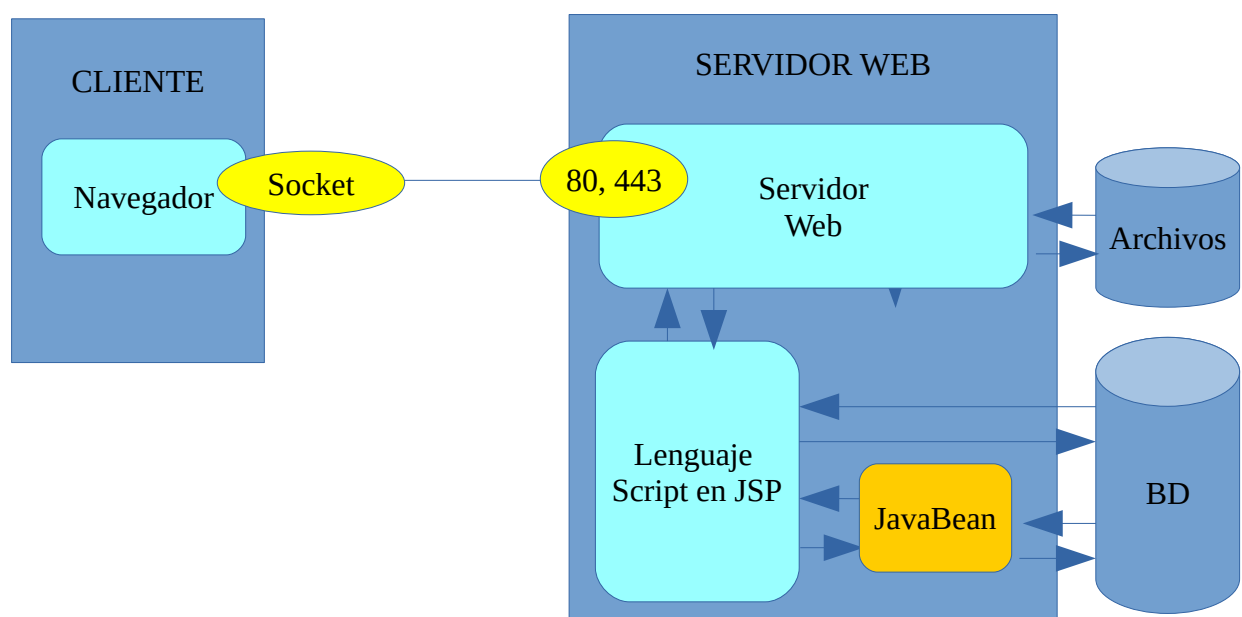 CLIENTE
Navegador
Socket
SERVIDOR WEB
80, 443
Servidor
Web
Archivos
Lenguaje
Script en JSP
JavaBean
BD